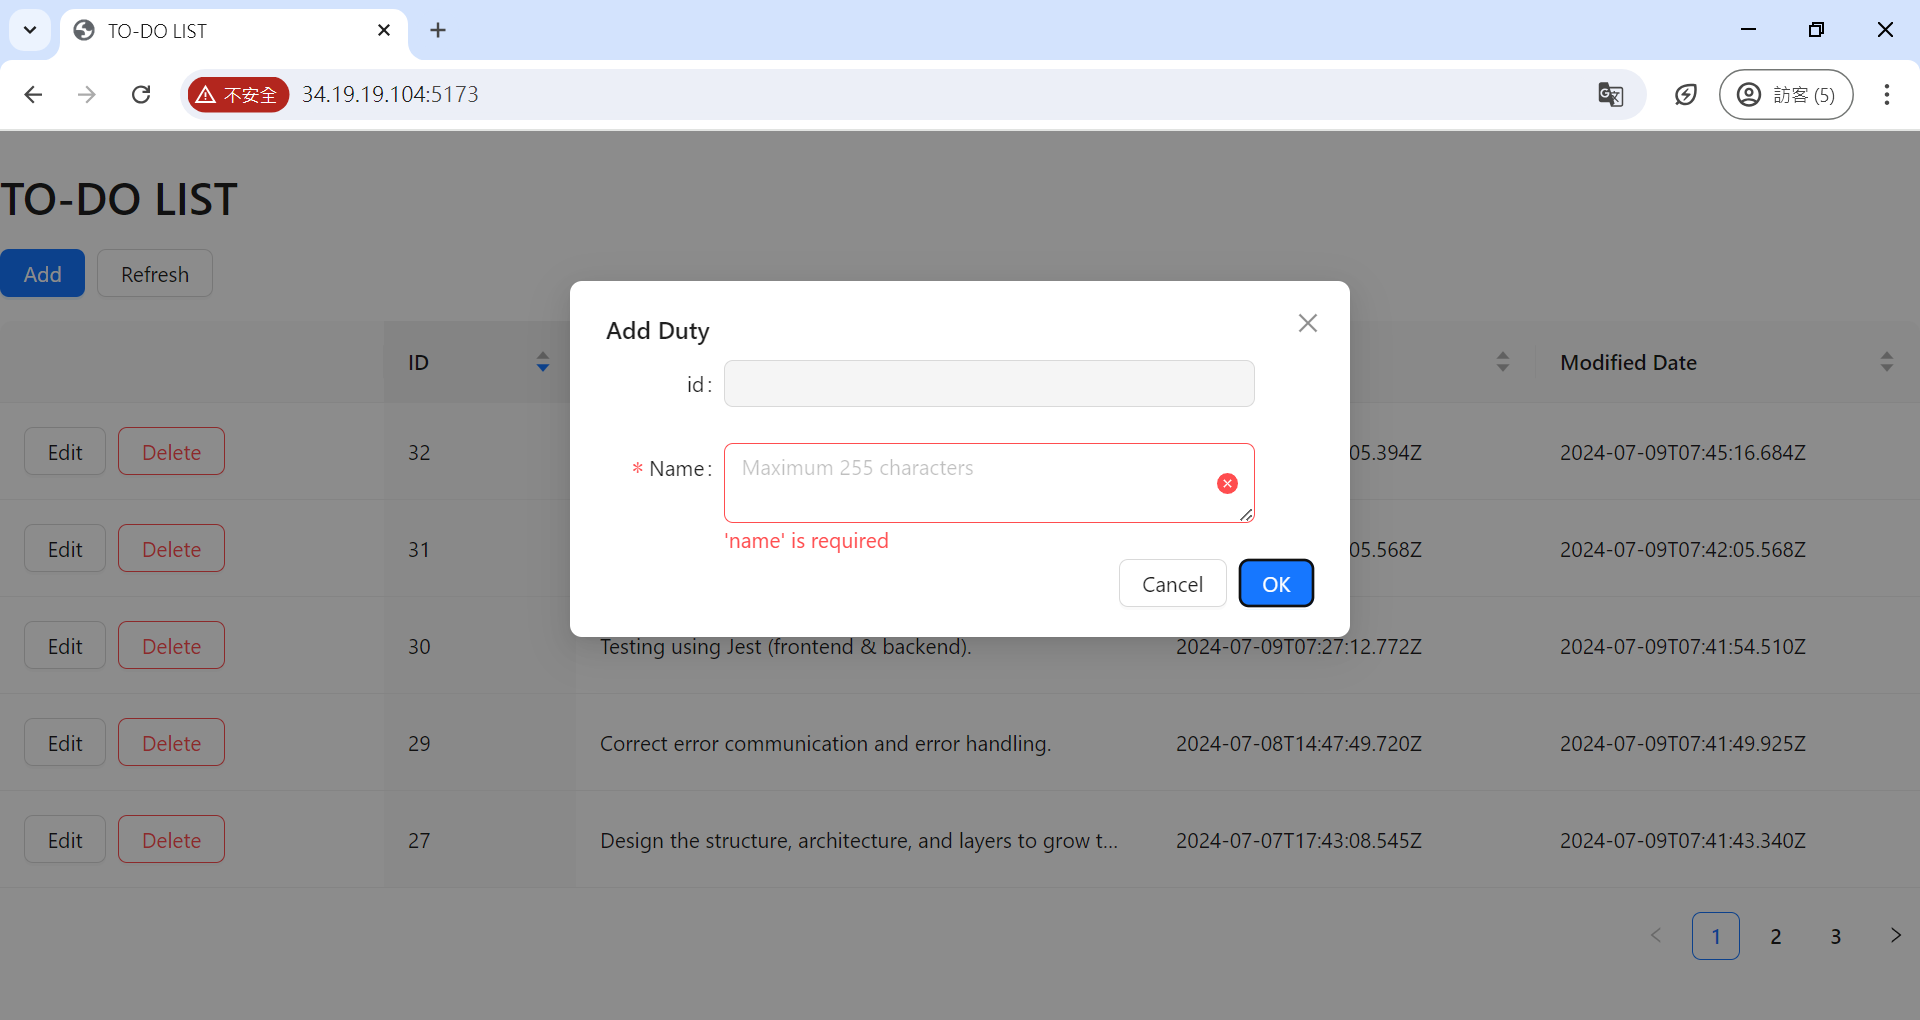 TO-DO LIST
不安全 34.19.19.104:5173
訪客 (5)
TO-DO LIST
Add Refresh
ID Modified Date
Edit Delete 32 05.394Z 2024-07-09T07:45:16.684Z
Edit Delete 31 05.568Z 2024-07-09T07:42:05.568Z
Edit Delete 30 Testing using Jest (frontend & backend). 2024-07-09T07:27:12.772Z 2024-07-09T07:41:54.510Z
Edit Delete 29 Correct error communication and error handling. 2024-07-08T14:47:49.720Z 2024-07-09T07:41:49.925Z
Edit Delete 27 Design the structure, architecture, and layers to grow t... 2024-07-07T17:43:08.545Z 2024-07-09T07:41:43.340Z
1 2 3
Add Duty
id:
* Name: Maximum 255 characters
'name' is required
Cancel OK